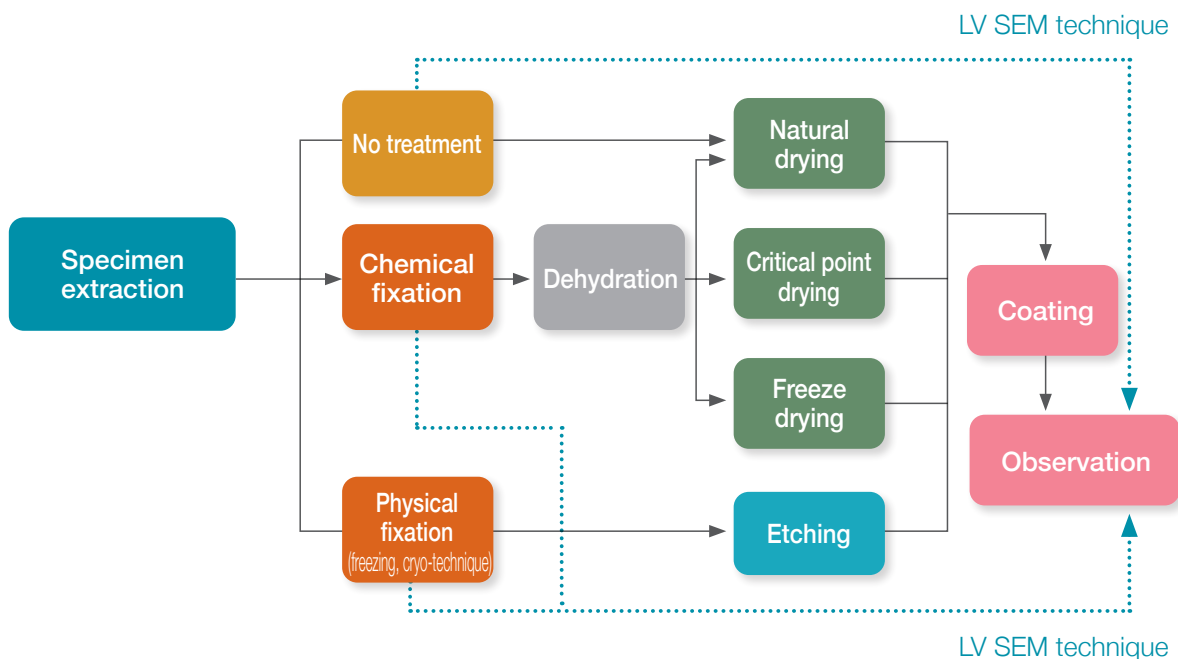 LV SEM technique
No treatment
Natural
drying
Specimen
extraction
Chemical
fixation
Dehydration
Critical point
drying
Coating
Freeze
drying
Observation
Physical
fixation
(freezing, cryo-technique)
Etching
LV SEM technique